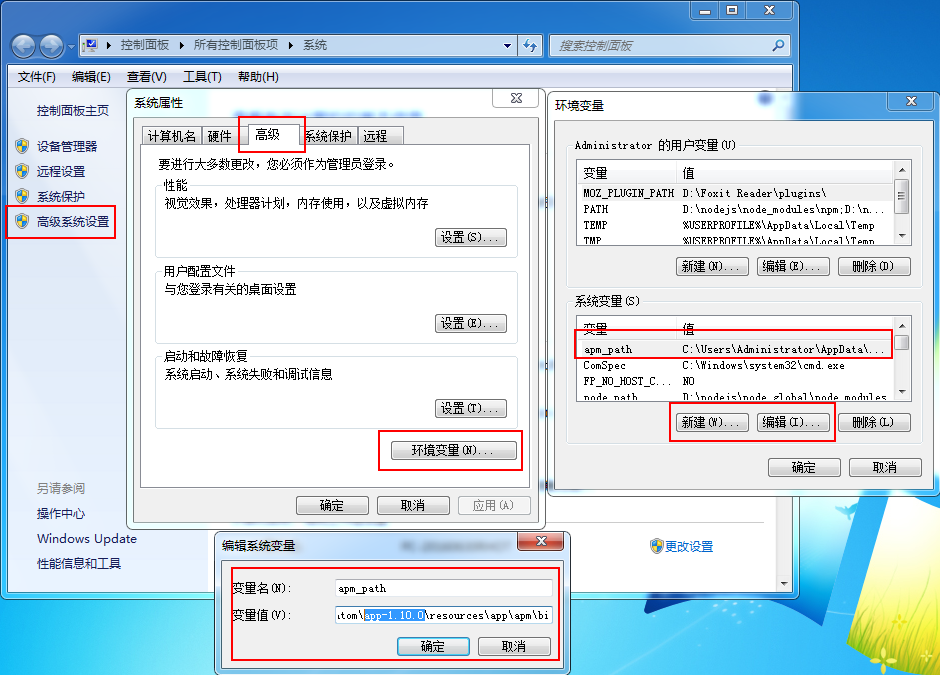 控制面板 所有控制面板项 系统
搜索控制面板
文件(F) 编辑(E) 查看(V) 工具(T) 帮助(H)
控制面板主页
设备管理器
远程设置
系统保护
高级系统设置
另请参阅
操作中心
Windows Update
性能信息和工具
更改设置
系统属性
计算机名 硬件 高级 系统保护 远程
要进行大多数更改，您必须作为管理员登录。
性能
视觉效果，处理器计划，内存使用，以及虚拟内存
设置(S)...
用户配置文件
与您登录有关的桌面设置
设置(E)...
启动和故障恢复
系统启动、系统失败和调试信息
设置(T)...
环境变量(N)...
确定 取消 应用(A)
环境变量
Administrator 的用户变量(U)
变量 值
MOZ_PLUGIN_PATH D:\Foxit Reader\plugins\
PATH D:\nodejs\node_modules\npm;D:\n...
TEMP %USERPROFILE%\AppData\Local\Temp
TMP %USERPROFILE%\AppData\Local\Temp
新建(N)... 编辑(E)... 删除(D)
系统变量(S)
变量 值
apm_path C:\Users\Administrator\AppData\...
ComSpec C:\Windows\system32\cmd.exe
FP_NO_HOST_C... NO
node_path D:\nodejs\node_global\node_modules
新建(W)... 编辑(I)... 删除(L)
确定 取消
编辑系统变量
变量名(N): apm_path
变量值(V): tom\app-1.10.0\resources\app\apm\bi
确定 取消